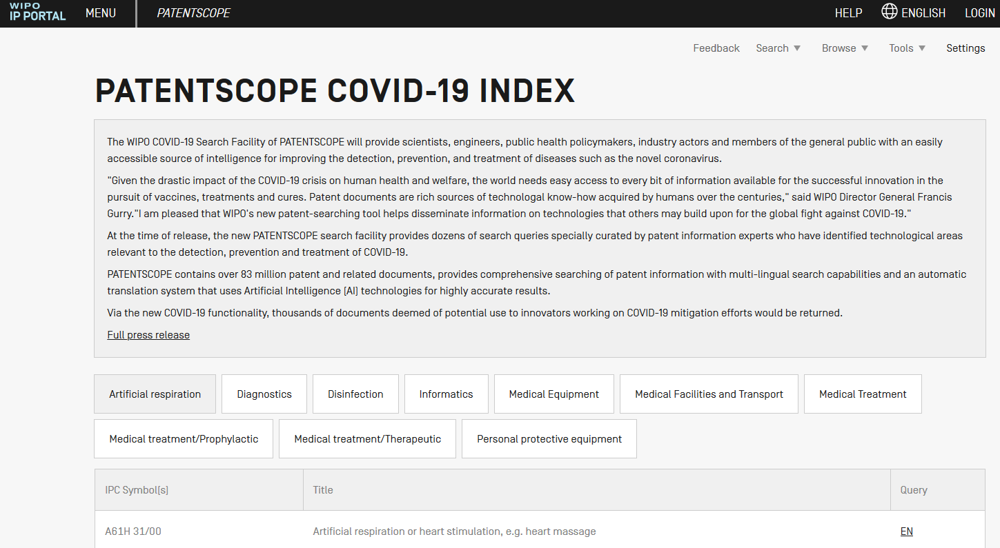 WIPO
IP PORTAL
MENU
PATENTSCOPE
HELP
ENGLISH
LOGIN
Feedback
Search
Browse
Tools
Settings
PATENTSCOPE COVID-19 INDEX
The WIPO COVID-19 Search Facility of PATENTSCOPE will provide scientists, engineers, public health policymakers, industry actors and members of the general public with an easily
accessible source of intelligence for improving the detection, prevention, and treatment of diseases such as the novel coronavirus.
"Given the drastic impact of the COVID-19 crisis on human health and welfare, the world needs easy access to every bit of information available for the successful innovation in the
pursuit of vaccines, treatments and cures. Patent documents are rich sources of technologal know-how acquired by humans over the centuries," said WIPO Director General Francis
Gurry."I am pleased that WIPO's new patent-searching tool helps disseminate information on technologies that others may build upon for the global fight against COVID-19."
At the time of release, the new PATENTSCOPE search facility provides dozens of search queries specially curated by patent information experts who have identified technological areas
relevant to the detection, prevention and treatment of COVID-19.
PATENTSCOPE contains over 83 million patent and related documents, provides comprehensive searching of patent information with multi-lingual search capabilities and an automatic
translation system that uses Artificial Intelligence (AI) technologies for highly accurate results.
Via the new COVID-19 functionality, thousands of documents deemed of potential use to innovators working on COVID-19 mitigation efforts would be returned.
Full press release
Artificial respiration
Diagnostics
Disinfection
Informatics
Medical Equipment
Medical Facilities and Transport
Medical Treatment
Medical treatment/Prophylactic
Medical treatment/Therapeutic
Personal protective equipment
IPC Symbol(s)
Title
Query
A61H 31/00
Artificial respiration or heart stimulation, e.g. heart massage
EN